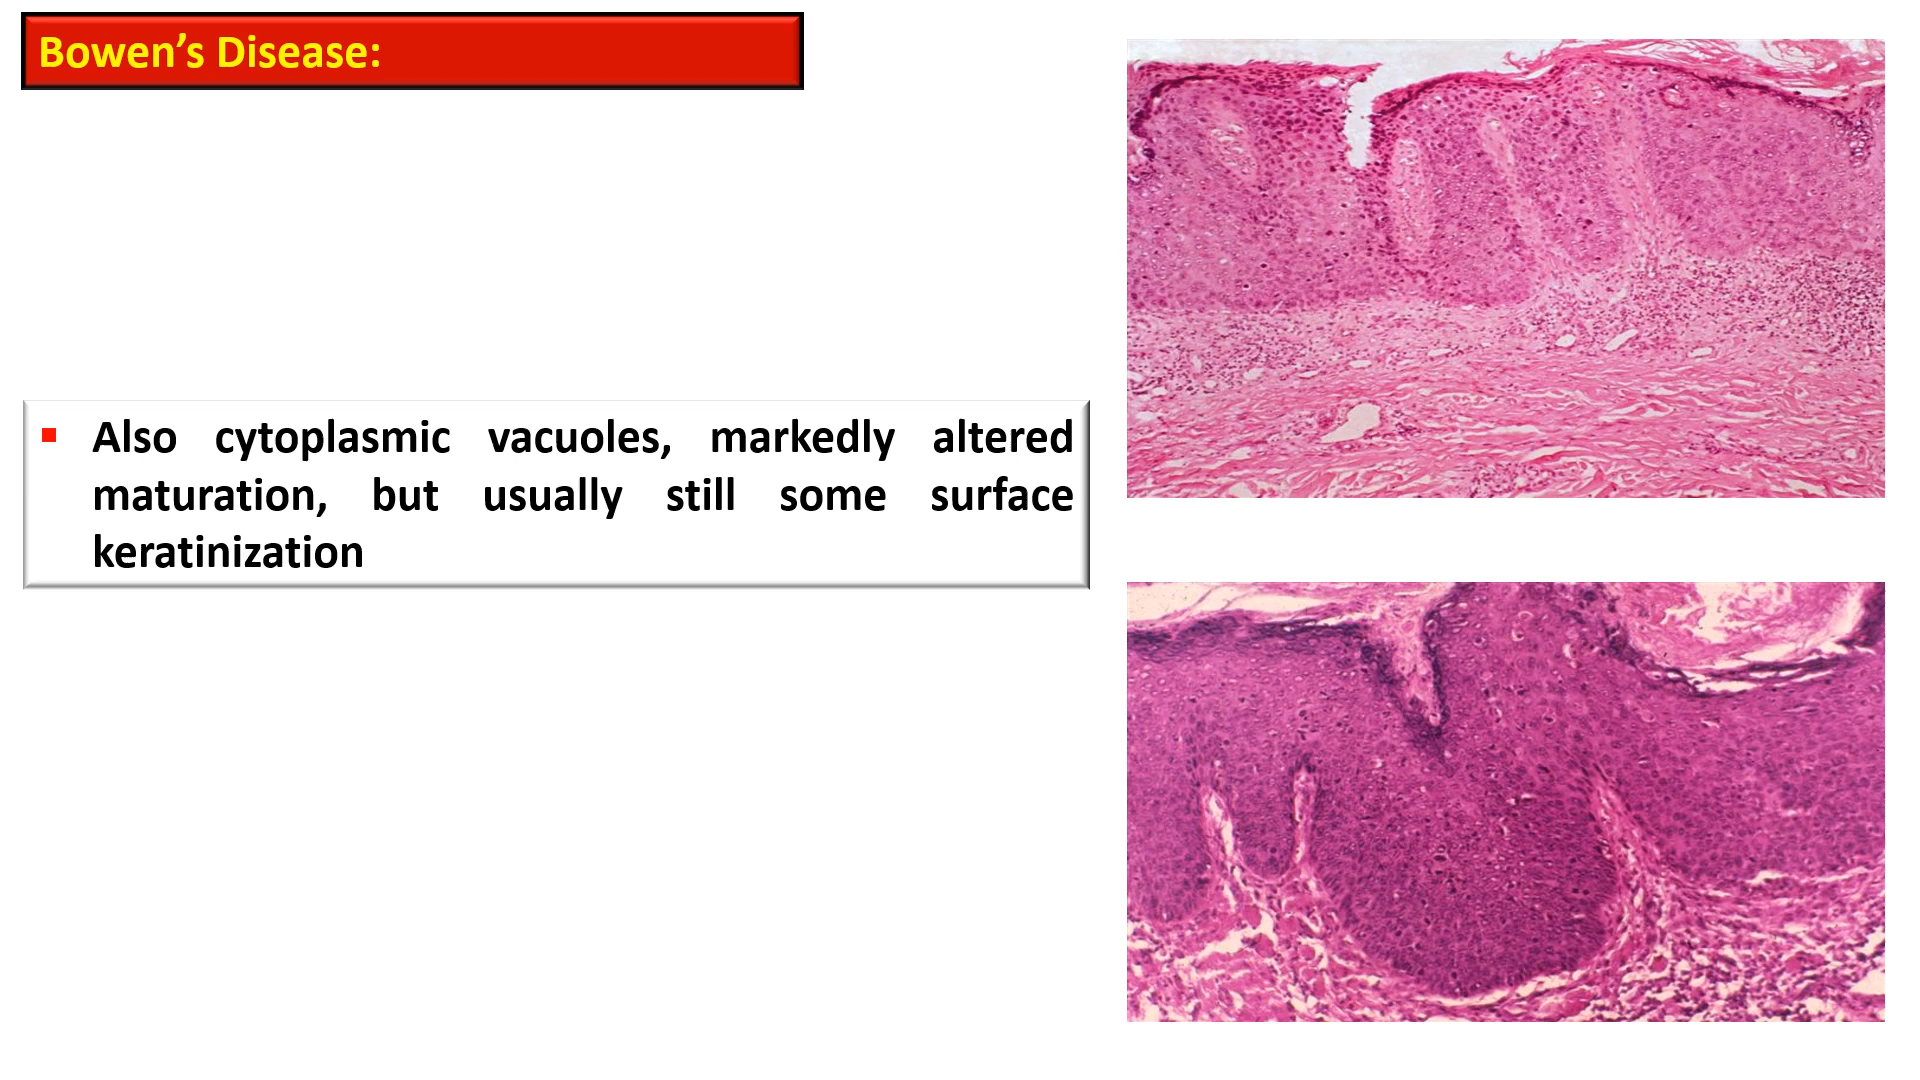 Bowen’s Disease:
▪ Also cytoplasmic vacuoles, markedly altered
maturation, but usually still some surface
keratinization